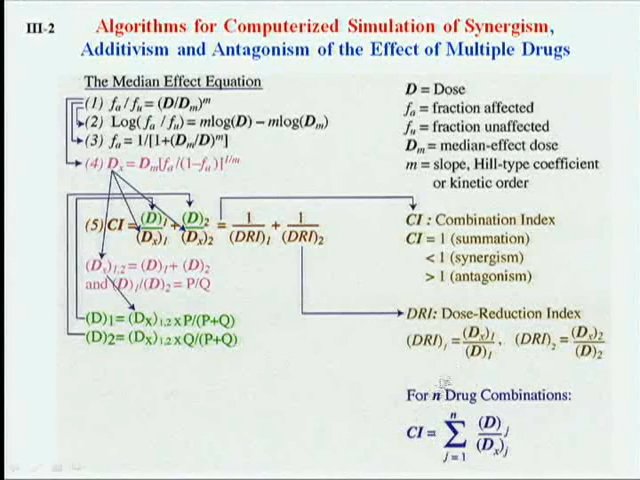 III-2
Algorithms for Computerized Simulation of Synergism,
Additivism and Antagonism of the Effect of Multiple Drugs
The Median Effect Equation
(1) fa / fu = (D/Dm)^m
(2) Log(fa / fu) = mlog(D) – mlog(Dm)
(3) fa = 1/[1+(Dm/D)^m]
(4) Dx = Dm[fa/(1–fa)]^1/m
(5) CI = (D)1/(Dx)1 + (D)2/(Dx)2 = 1/(DRI)1 + 1/(DRI)2
(Dx)1,2 = (D)1 + (D)2
and (D)1/(D)2 = P/Q
(D)1 = (Dx)1,2 x P/(P+Q)
(D)2 = (Dx)1,2 x Q/(P+Q)
D = Dose
fa = fraction affected
fu = fraction unaffected
Dm = median-effect dose
m = slope, Hill-type coefficient
or kinetic order
CI : Combination Index
CI = 1 (summation)
< 1 (synergism)
> 1 (antagonism)
DRI: Dose-Reduction Index
(DRI)1 = (Dx)1/(D)1 , (DRI)2 = (Dx)2/(D)2
For n Drug Combinations:
CI = n Σ j=1 (D)j/(Dx)j